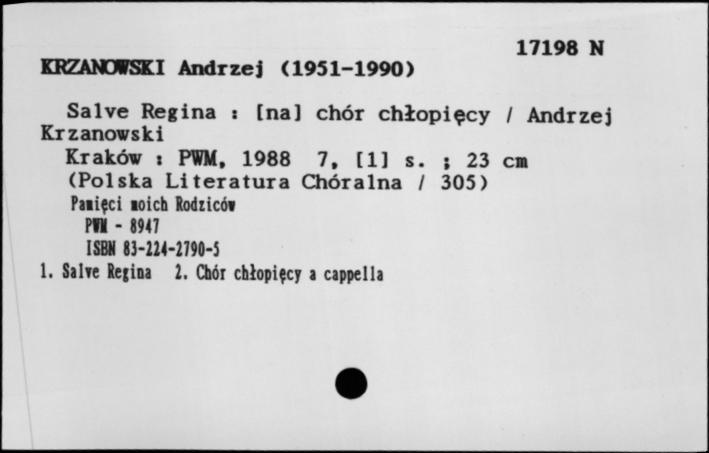 17198 N
KRZANOWSKI Andrzej (1951-1990)
Salve Regina : [na] chór chłopięcy / Andrzej
Krzanowski
Kraków : PWM, 1988 7, [1] s. ; 23 cm
(Polska Literatura Chóralna / 305)
Pamięci moich Rodziców
PWM - 8947
ISBN 83-224-2790-5
1. Salve Regina 2. Chór chłopięcy a cappella